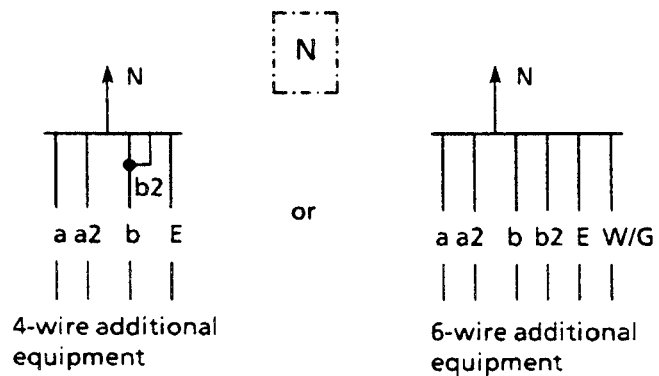 N
N
N
b2
a a2 b E
or
a a2 b b2 E W/G
4-wire additional
equipment
6-wire additional
equipment